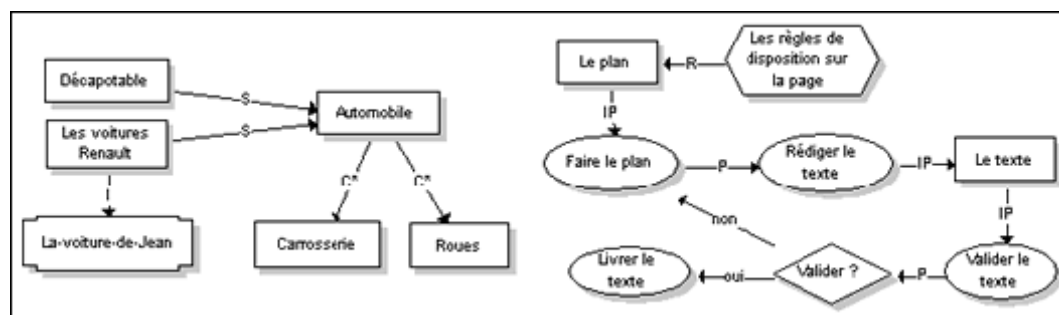 Décapotable
S
Automobile
Les voitures
Renault
S
I
La-voiture-de-Jean
C*
C*
Carrosserie
Roues
Le plan
R
Les règles de
disposition sur
la page
IP
Faire le plan
P
Rédiger le
texte
IP
Le texte
IP
non
Livrer le
texte
oui
Valider ?
P
Valider le
texte